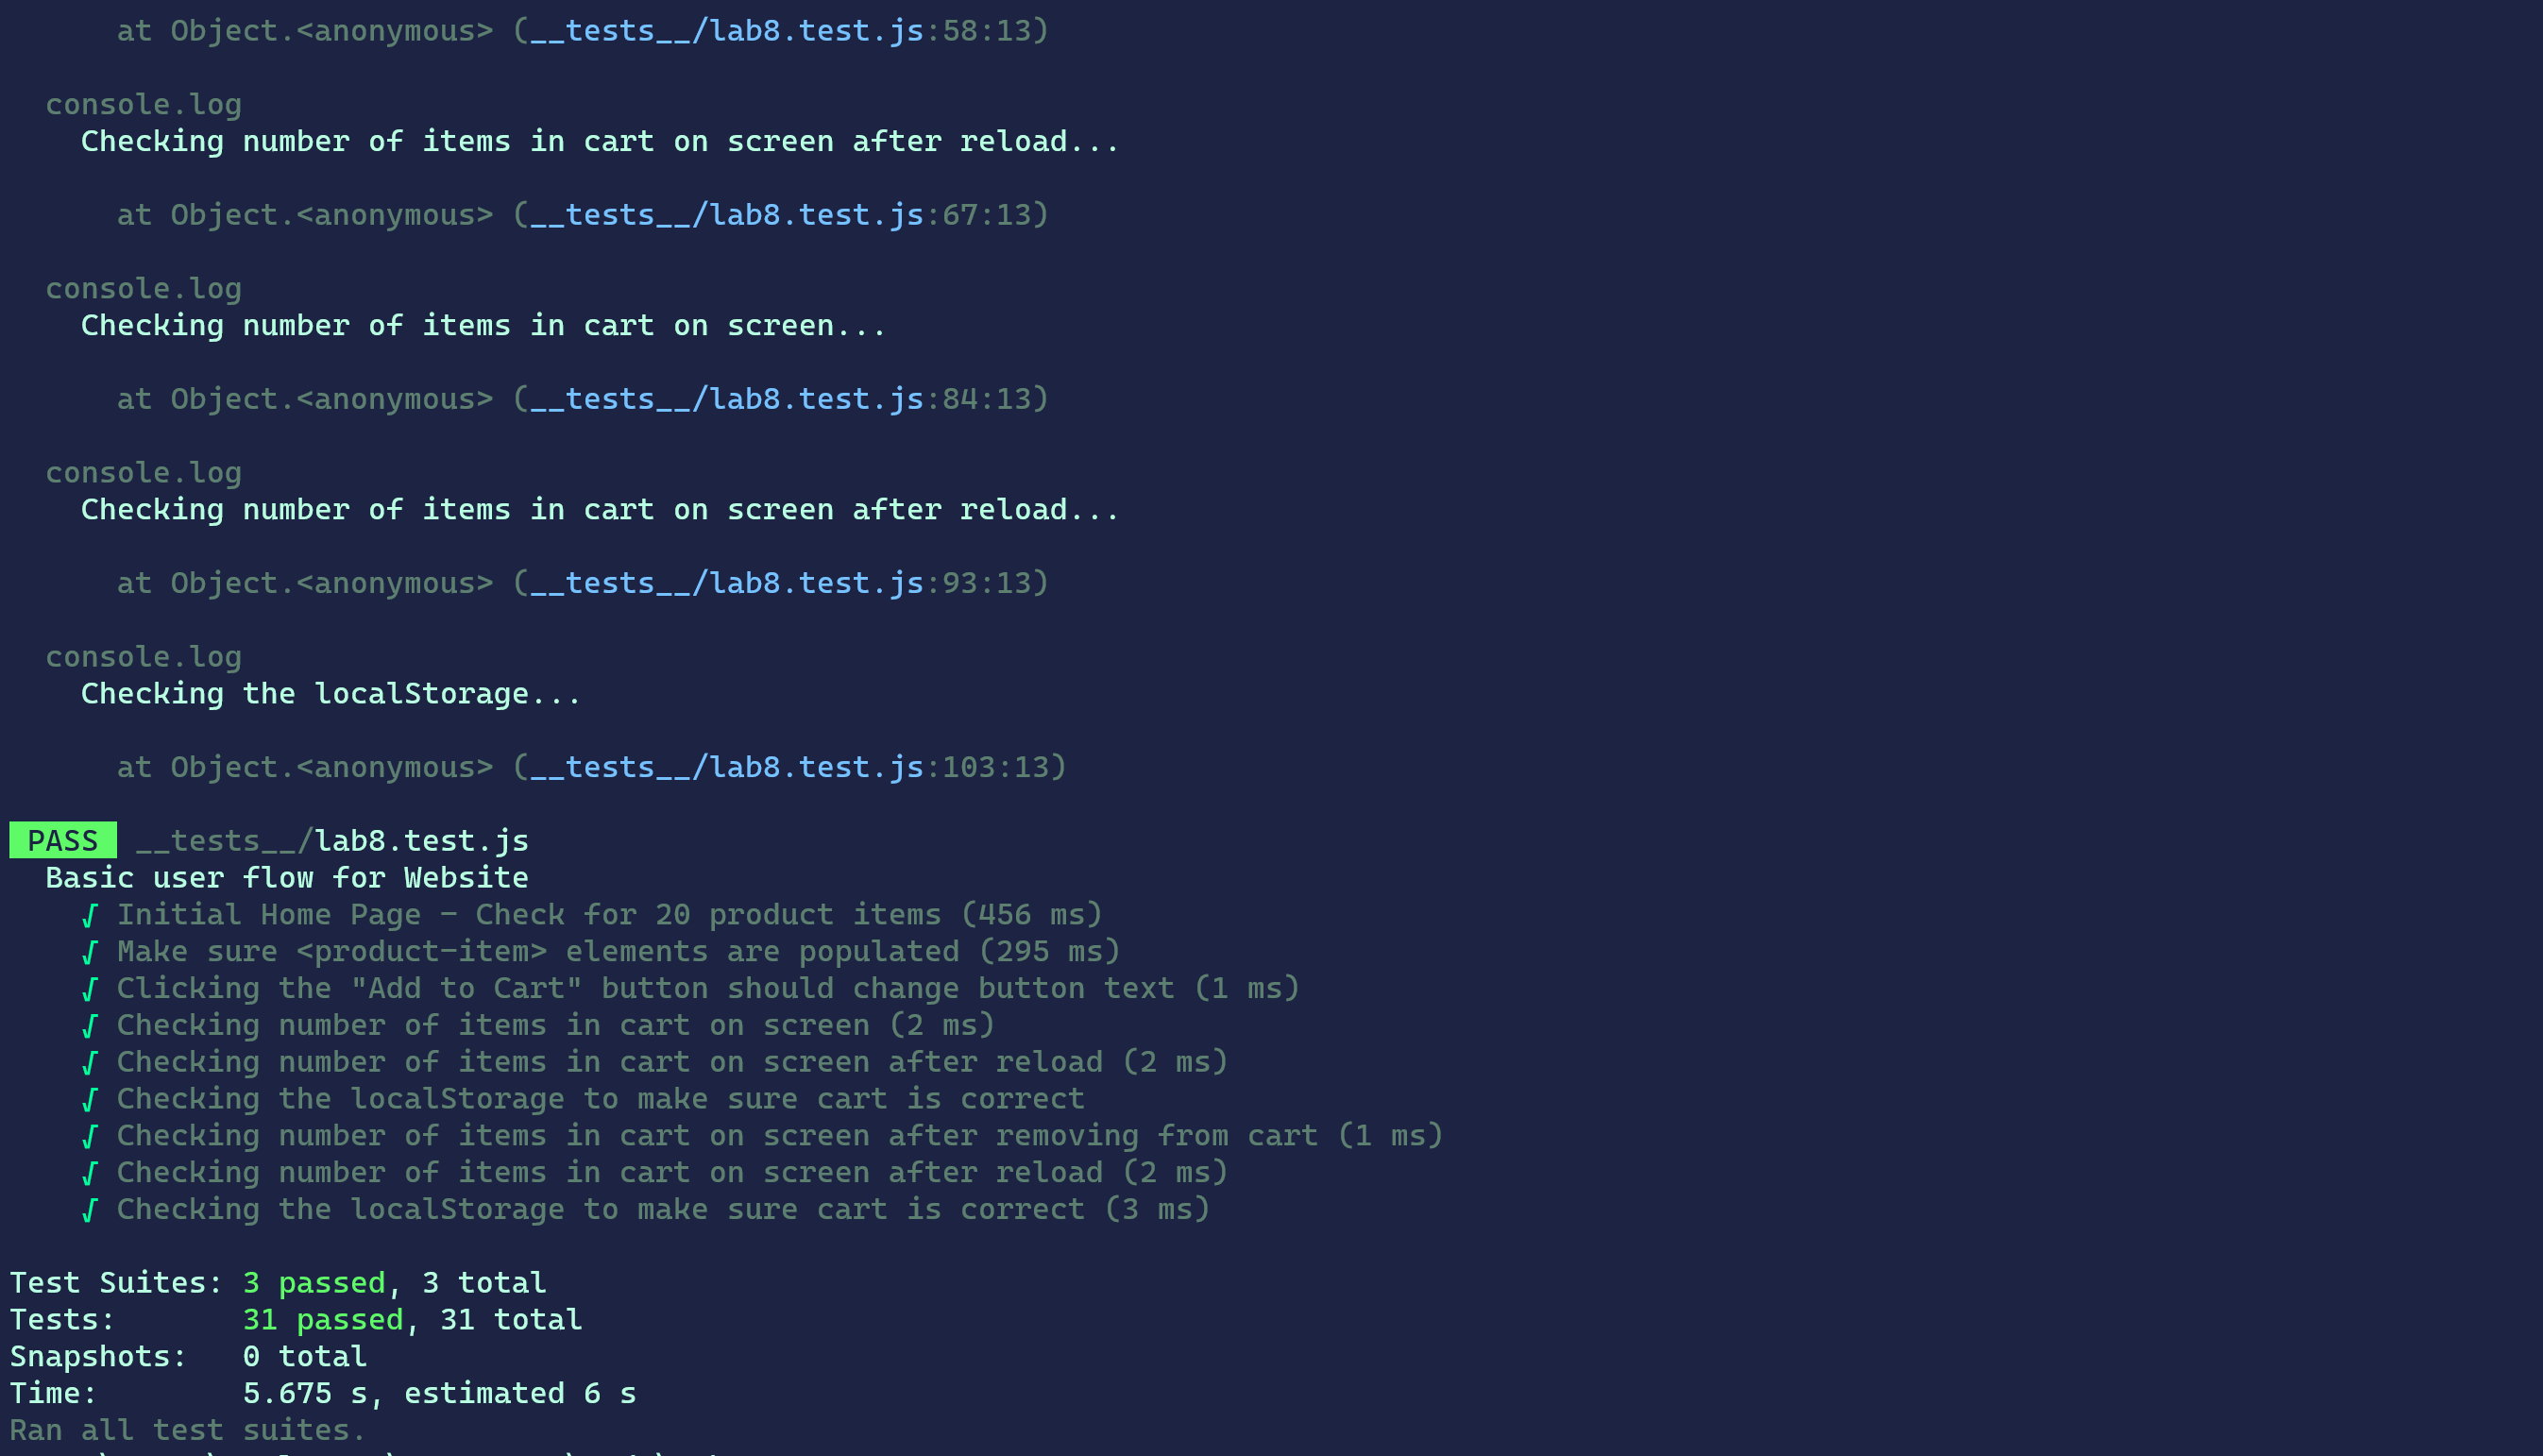 at Object.<anonymous> (__tests__/lab8.test.js:58:13)
console.log
Checking number of items in cart on screen after reload...
at Object.<anonymous> (__tests__/lab8.test.js:67:13)
console.log
Checking number of items in cart on screen...
at Object.<anonymous> (__tests__/lab8.test.js:84:13)
console.log
Checking number of items in cart on screen after reload...
at Object.<anonymous> (__tests__/lab8.test.js:93:13)
console.log
Checking the localStorage...
at Object.<anonymous> (__tests__/lab8.test.js:103:13)
PASS __tests__/lab8.test.js
Basic user flow for Website
√ Initial Home Page - Check for 20 product items (456 ms)
√ Make sure <product-item> elements are populated (295 ms)
√ Clicking the "Add to Cart" button should change button text (1 ms)
√ Checking number of items in cart on screen (2 ms)
√ Checking number of items in cart on screen after reload (2 ms)
√ Checking the localStorage to make sure cart is correct
√ Checking number of items in cart on screen after removing from cart (1 ms)
√ Checking number of items in cart on screen after reload (2 ms)
√ Checking the localStorage to make sure cart is correct (3 ms)
Test Suites: 3 passed, 3 total
Tests: 31 passed, 31 total
Snapshots: 0 total
Time: 5.675 s, estimated 6 s
Ran all test suites.